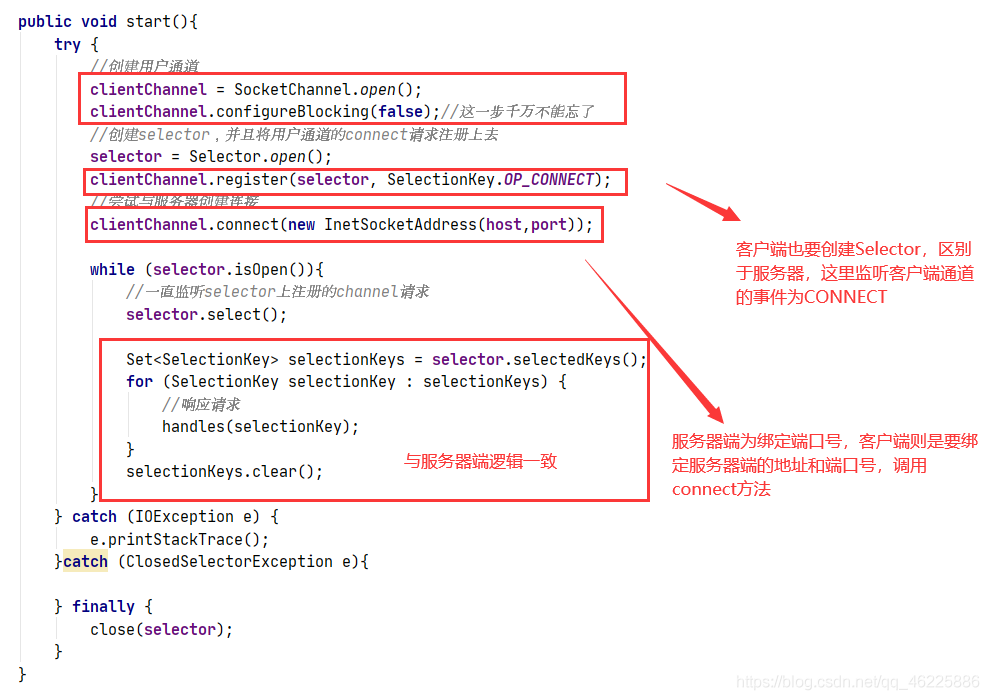 public void start(){
try {
//创建用户通道
clientChannel = SocketChannel.open();
clientChannel.configureBlocking(false);//这一步千万不能忘了
//创建selector，并且将用户通道的connect请求注册上去
selector = Selector.open();
clientChannel.register(selector, SelectionKey.OP_CONNECT);
//尝试与服务器创建连接
clientChannel.connect(new InetSocketAddress(host,port));
客户端也要创建Selector，区别
于服务器，这里监听客户端通道
的事件为CONNECT
while (selector.isOpen()){
//一直监听selector上注册的channel请求
selector.select();
Set<SelectionKey> selectionKeys = selector.selectedKeys();
for (SelectionKey selectionKey : selectionKeys) {
//响应请求
handles(selectionKey);
}
selectionKeys.clear();
与服务器端逻辑一致
}
服务器端为绑定端口号，客户端则是要绑
定服务器端的地址和端口号，调用
connect方法
} catch (IOException e) {
e.printStackTrace();
}catch (ClosedSelectorException e){
} finally {
close(selector);
}
}
https://blog.csdn.net/qq_46225886